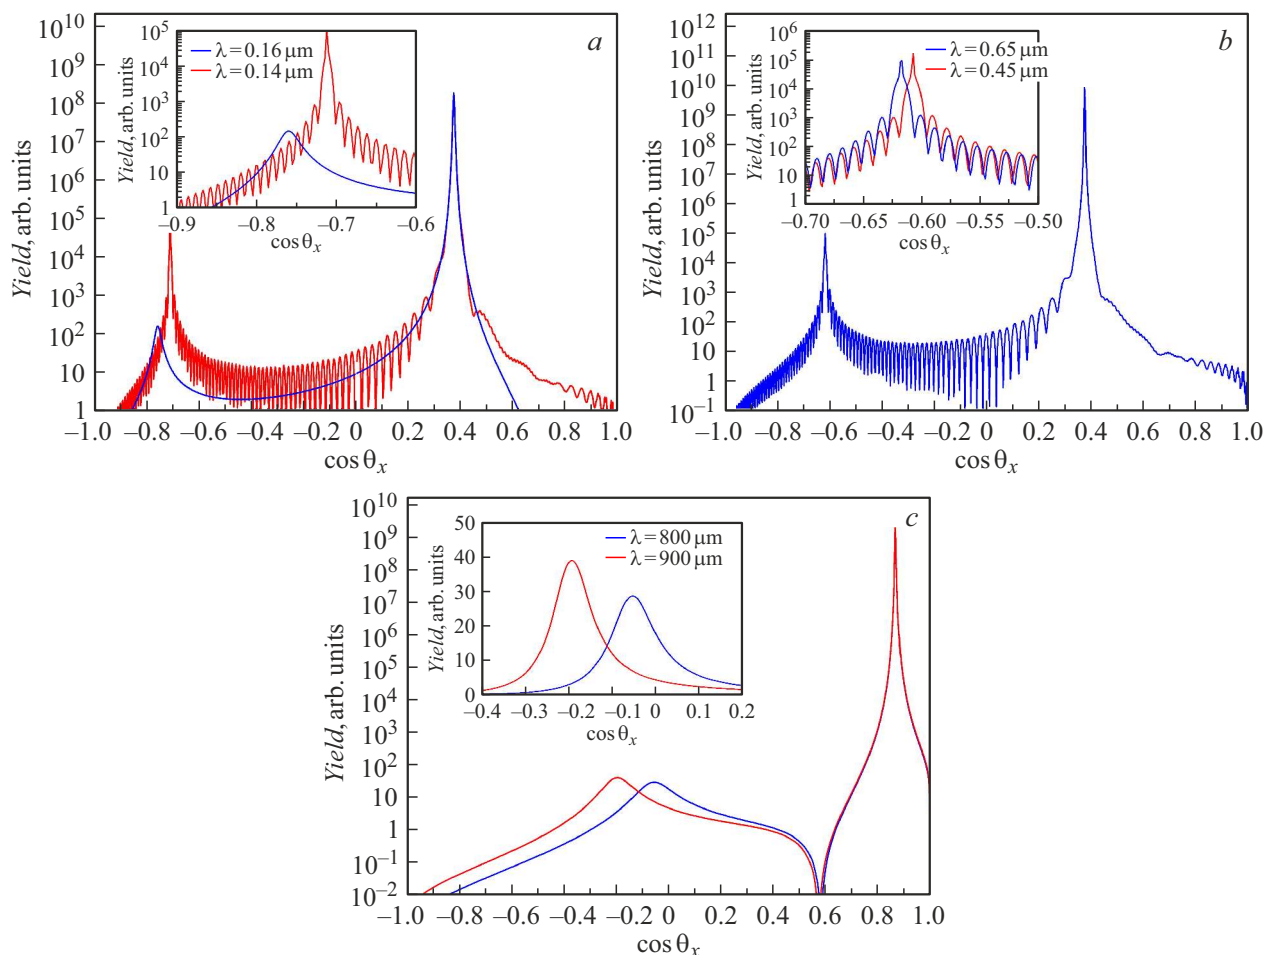 a
Yield, arb. units
10^10
10^9
10^8
10^7
10^6
10^5
10^4
10^3
10^2
10
1
–1.0 –0.8 –0.6 –0.4 –0.2 0 0.2 0.4 0.6 0.8 1.0
cos θ_x
Yield, arb. units
10^5
10^4
10^3
10^2
10
1
λ = 0.16 μm
λ = 0.14 μm
–0.9 –0.8 –0.7 –0.6
cos θ_x
b
Yield, arb. units
10^12
10^11
10^10
10^9
10^8
10^7
10^6
10^5
10^4
10^3
10^2
10
1
10^–1
–1.0 –0.8 –0.6 –0.4 –0.2 0 0.2 0.4 0.6 0.8 1.0
cos θ_x
Yield, arb. units
10^6
10^5
10^4
10^3
10^2
10
1
λ = 0.65 μm
λ = 0.45 μm
–0.70 –0.65 –0.60 –0.55 –0.50
cos θ_x
c
Yield, arb. units
10^10
10^9
10^8
10^7
10^6
10^5
10^4
10^3
10^2
10
1
10^–1
10^–2
–1.0 –0.8 –0.6 –0.4 –0.2 0 0.2 0.4 0.6 0.8 1.0
cos θ_x
Yield, arb. units
50
40
30
20
10
0
λ = 800 μm
λ = 900 μm
–0.4 –0.3 –0.2 –0.1 0 0.1 0.2
cos θ_x